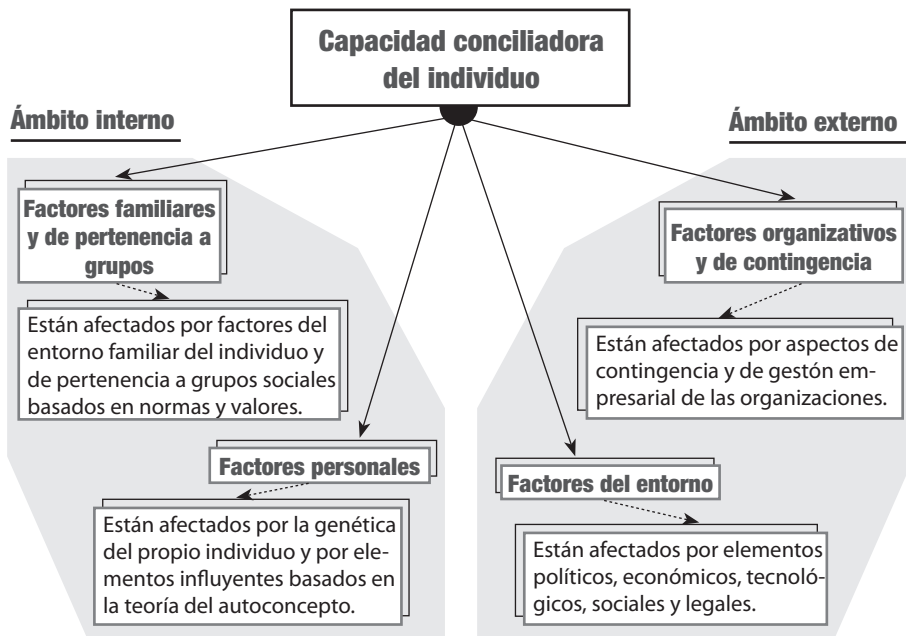 Capacidad conciliadora
del individuo
Ámbito interno
Factores familiares
y de pertenencia a
grupos
Están afectados por factores del
entorno familiar del individuo y
de pertenencia a grupos sociales
basados en normas y valores.
Factores personales
Están afectados por la genética
del propio individuo y por ele-
mentos influyentes basados en
la teoría del autoconcepto.
Ámbito externo
Factores organizativos
y de contingencia
Están afectados por aspectos de
contingencia y de gestón em-
presarial de las organizaciones.
Factores del entorno
Están afectados por elementos
políticos, económicos, tecnoló-
gicos, sociales y legales.